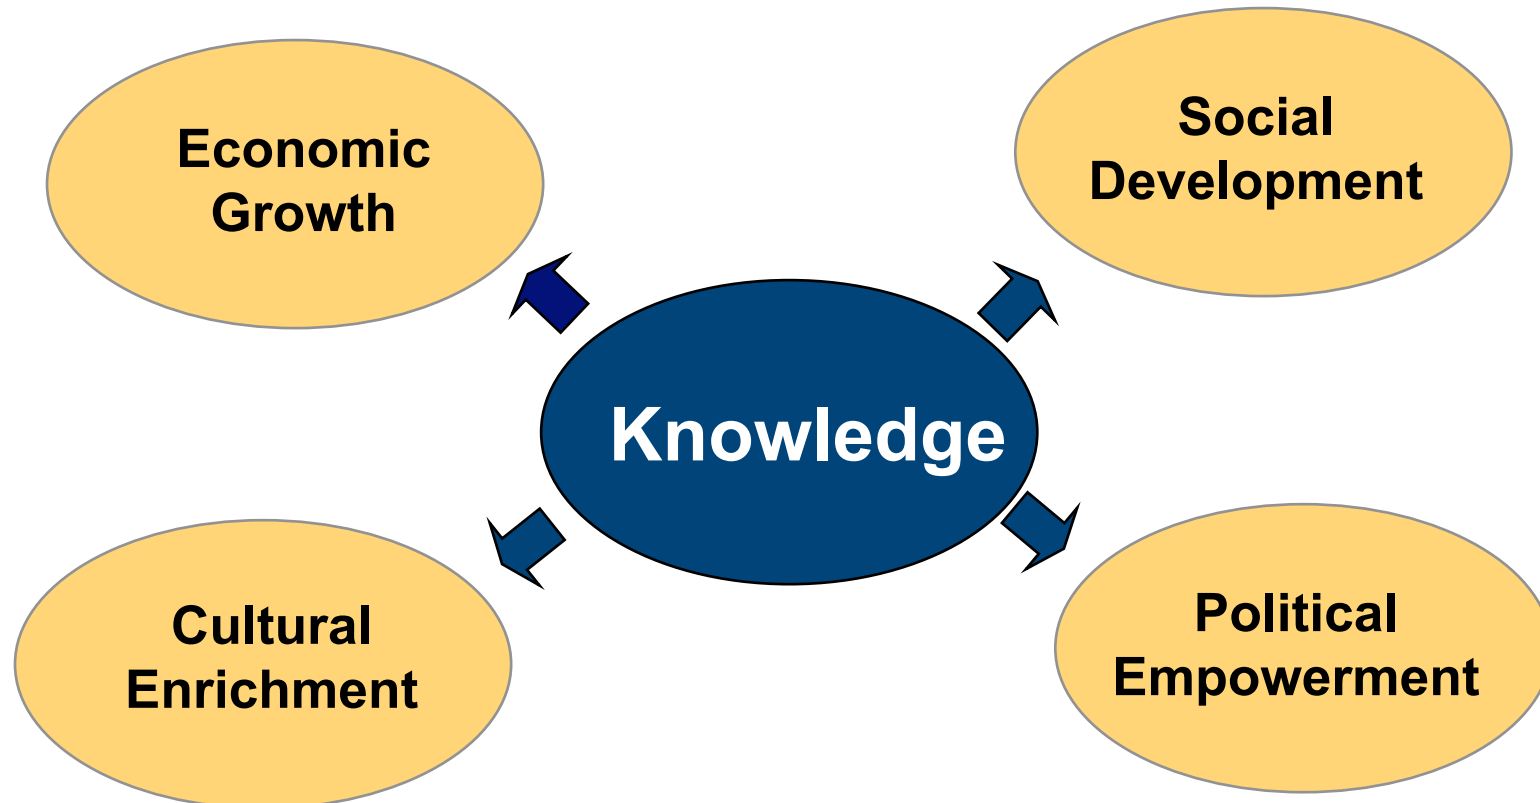 Economic
Growth
Social
Development
Knowledge
Cultural
Enrichment
Political
Empowerment